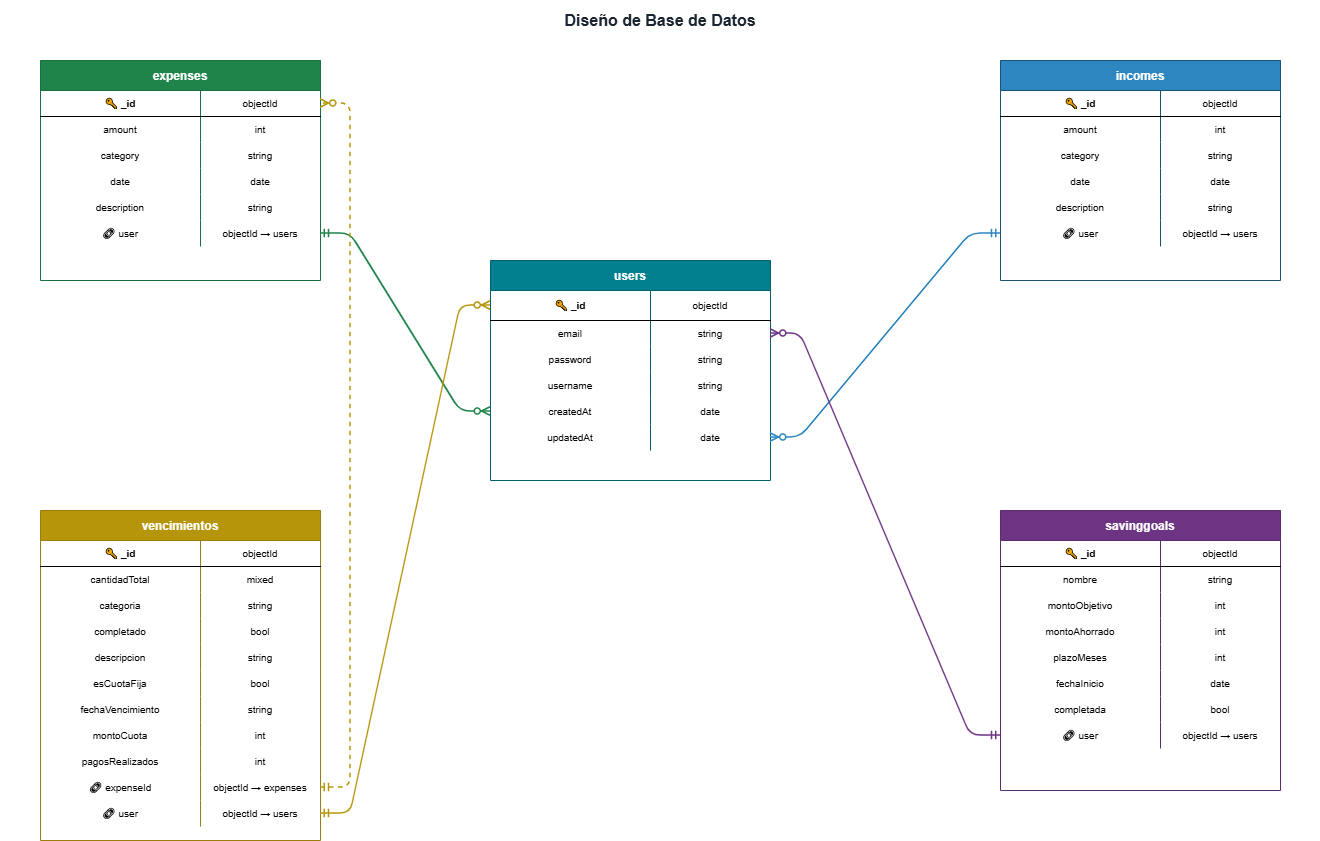 Diseño de Base de Datos
expenses
_id objectId
amount int
category string
date date
description string
user objectId → users
incomes
_id objectId
amount int
category string
date date
description string
user objectId → users
users
_id objectId
email string
password string
username string
createdAt date
updatedAt date
vencimientos
_id objectId
cantidadTotal mixed
categoria string
completado bool
descripcion string
esCuotaFija bool
fechaVencimiento string
montoCuota int
pagosRealizados int
expenseId objectId → expenses
user objectId → users
savinggoals
_id objectId
nombre string
montoObjetivo int
montoAhorrado int
plazoMeses int
fechaInicio date
completada bool
user objectId → users